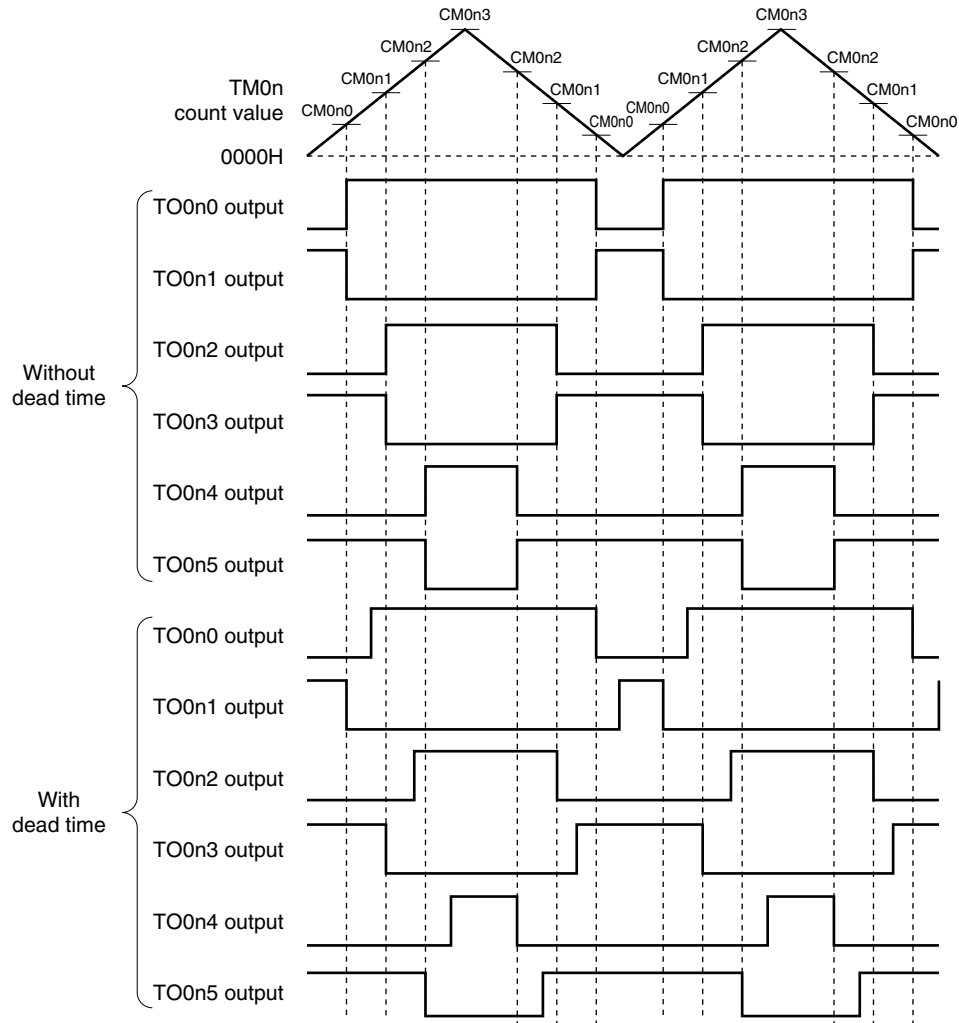 CM0n3
CM0n3
CM0n2
CM0n2
CM0n2
CM0n2
CM0n1
CM0n1
CM0n1
CM0n1
TM0n
count value
CM0n0
CM0n0
CM0n0
CM0n0
0000H
Without
dead time
TO0n0 output
TO0n1 output
TO0n2 output
TO0n3 output
TO0n4 output
TO0n5 output
With
dead time
TO0n0 output
TO0n1 output
TO0n2 output
TO0n3 output
TO0n4 output
TO0n5 output